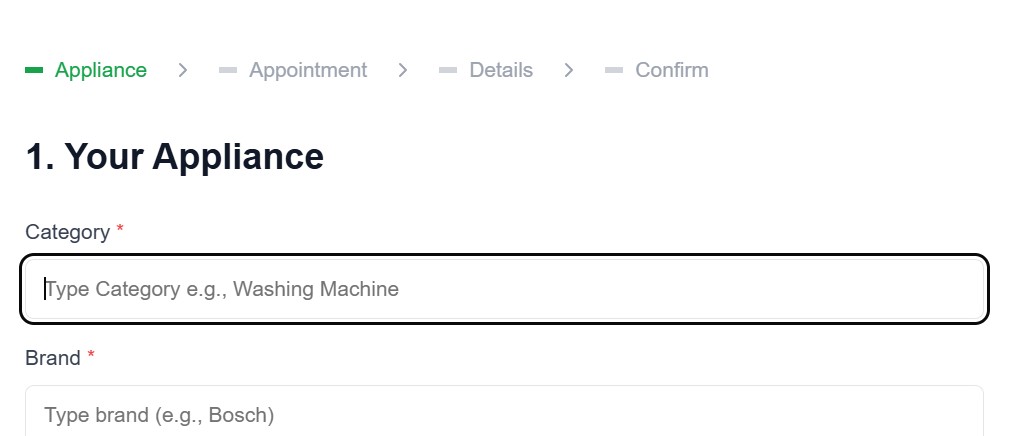 Appliance > Appointment > Details > Confirm
1. Your Appliance
Category *
Type Category e.g., Washing Machine
Brand *
Type brand (e.g., Bosch)